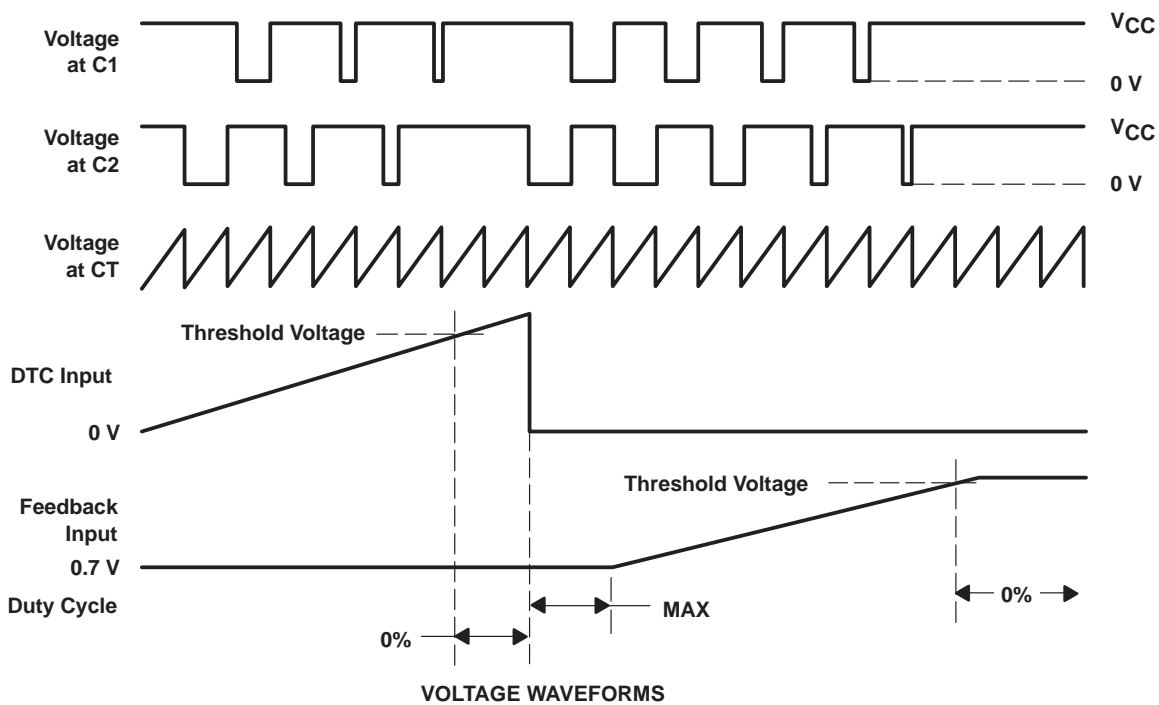 Voltage
at C1
VCC
0 V
Voltage
at C2
VCC
0 V
Voltage
at CT
Threshold Voltage
DTC Input
0 V
Threshold Voltage
Feedback
Input
0.7 V
Duty Cycle
MAX
0%
0%
VOLTAGE WAVEFORMS